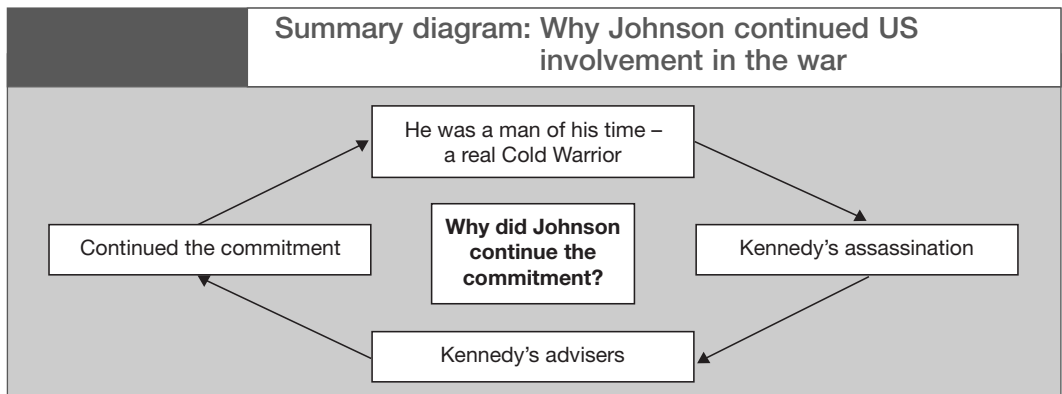 Summary diagram: Why Johnson continued US
involvement in the war
He was a man of his time –
a real Cold Warrior
Continued the commitment
Why did Johnson
continue the
commitment?
Kennedy's assassination
Kennedy's advisers